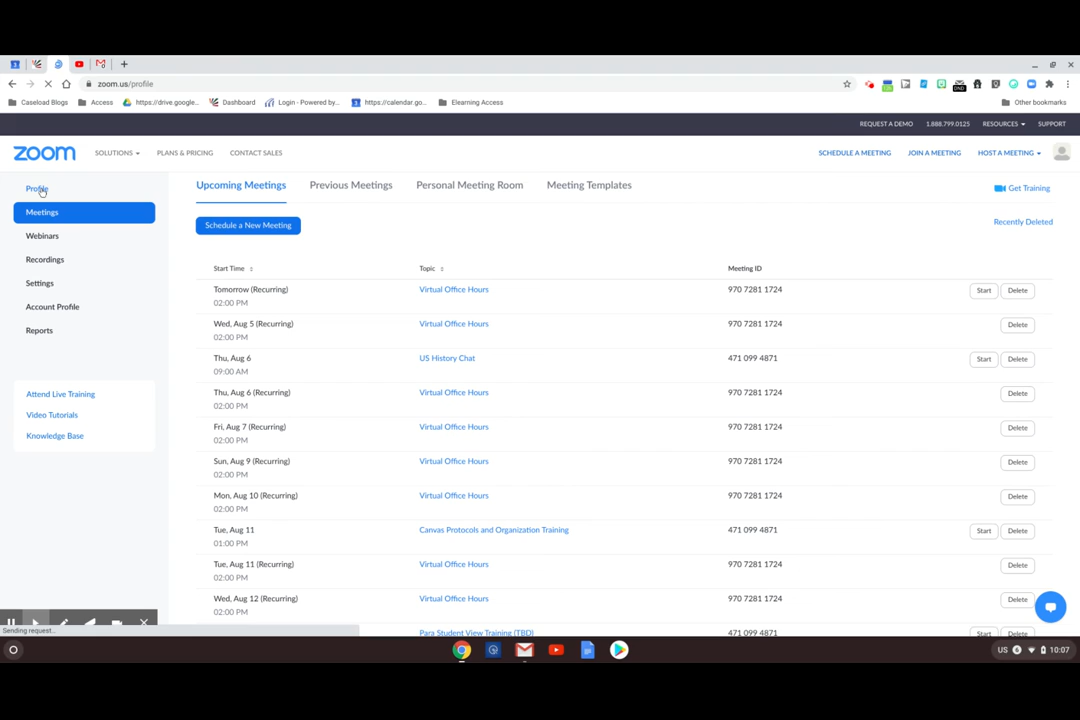 zoom.us/profile
Caseload Blogs Access https://drive.google... Dashboard Login - Powered by... https://calendar.go... Elearning Access Other bookmarks
REQUEST A DEMO 1.888.799.0125 RESOURCES SUPPORT
zoom SOLUTIONS PLANS & PRICING CONTACT SALES SCHEDULE A MEETING JOIN A MEETING HOST A MEETING
Profile
Meetings
Webinars
Recordings
Settings
Account Profile
Reports
Attend Live Training
Video Tutorials
Knowledge Base
Upcoming Meetings Previous Meetings Personal Meeting Room Meeting Templates Get Training
Schedule a New Meeting Recently Deleted
Start Time Topic Meeting ID
Tomorrow (Recurring) Virtual Office Hours 970 7281 1724 Start Delete
02:00 PM
Wed, Aug 5 (Recurring) Virtual Office Hours 970 7281 1724 Delete
02:00 PM
Thu, Aug 6 US History Chat 471 099 4871 Start Delete
09:00 AM
Thu, Aug 6 (Recurring) Virtual Office Hours 970 7281 1724 Delete
02:00 PM
Fri, Aug 7 (Recurring) Virtual Office Hours 970 7281 1724 Delete
02:00 PM
Sun, Aug 9 (Recurring) Virtual Office Hours 970 7281 1724 Delete
02:00 PM
Mon, Aug 10 (Recurring) Virtual Office Hours 970 7281 1724 Delete
02:00 PM
Tue, Aug 11 Canvas Protocols and Organization Training 471 099 4871 Start Delete
01:00 PM
Tue, Aug 11 (Recurring) Virtual Office Hours 970 7281 1724 Delete
02:00 PM
Wed, Aug 12 (Recurring) Virtual Office Hours 970 7281 1724 Delete
02:00 PM
Para Student View Training (TBD) 471 099 4871 Start Delete
Sending request...
US 6 10:07